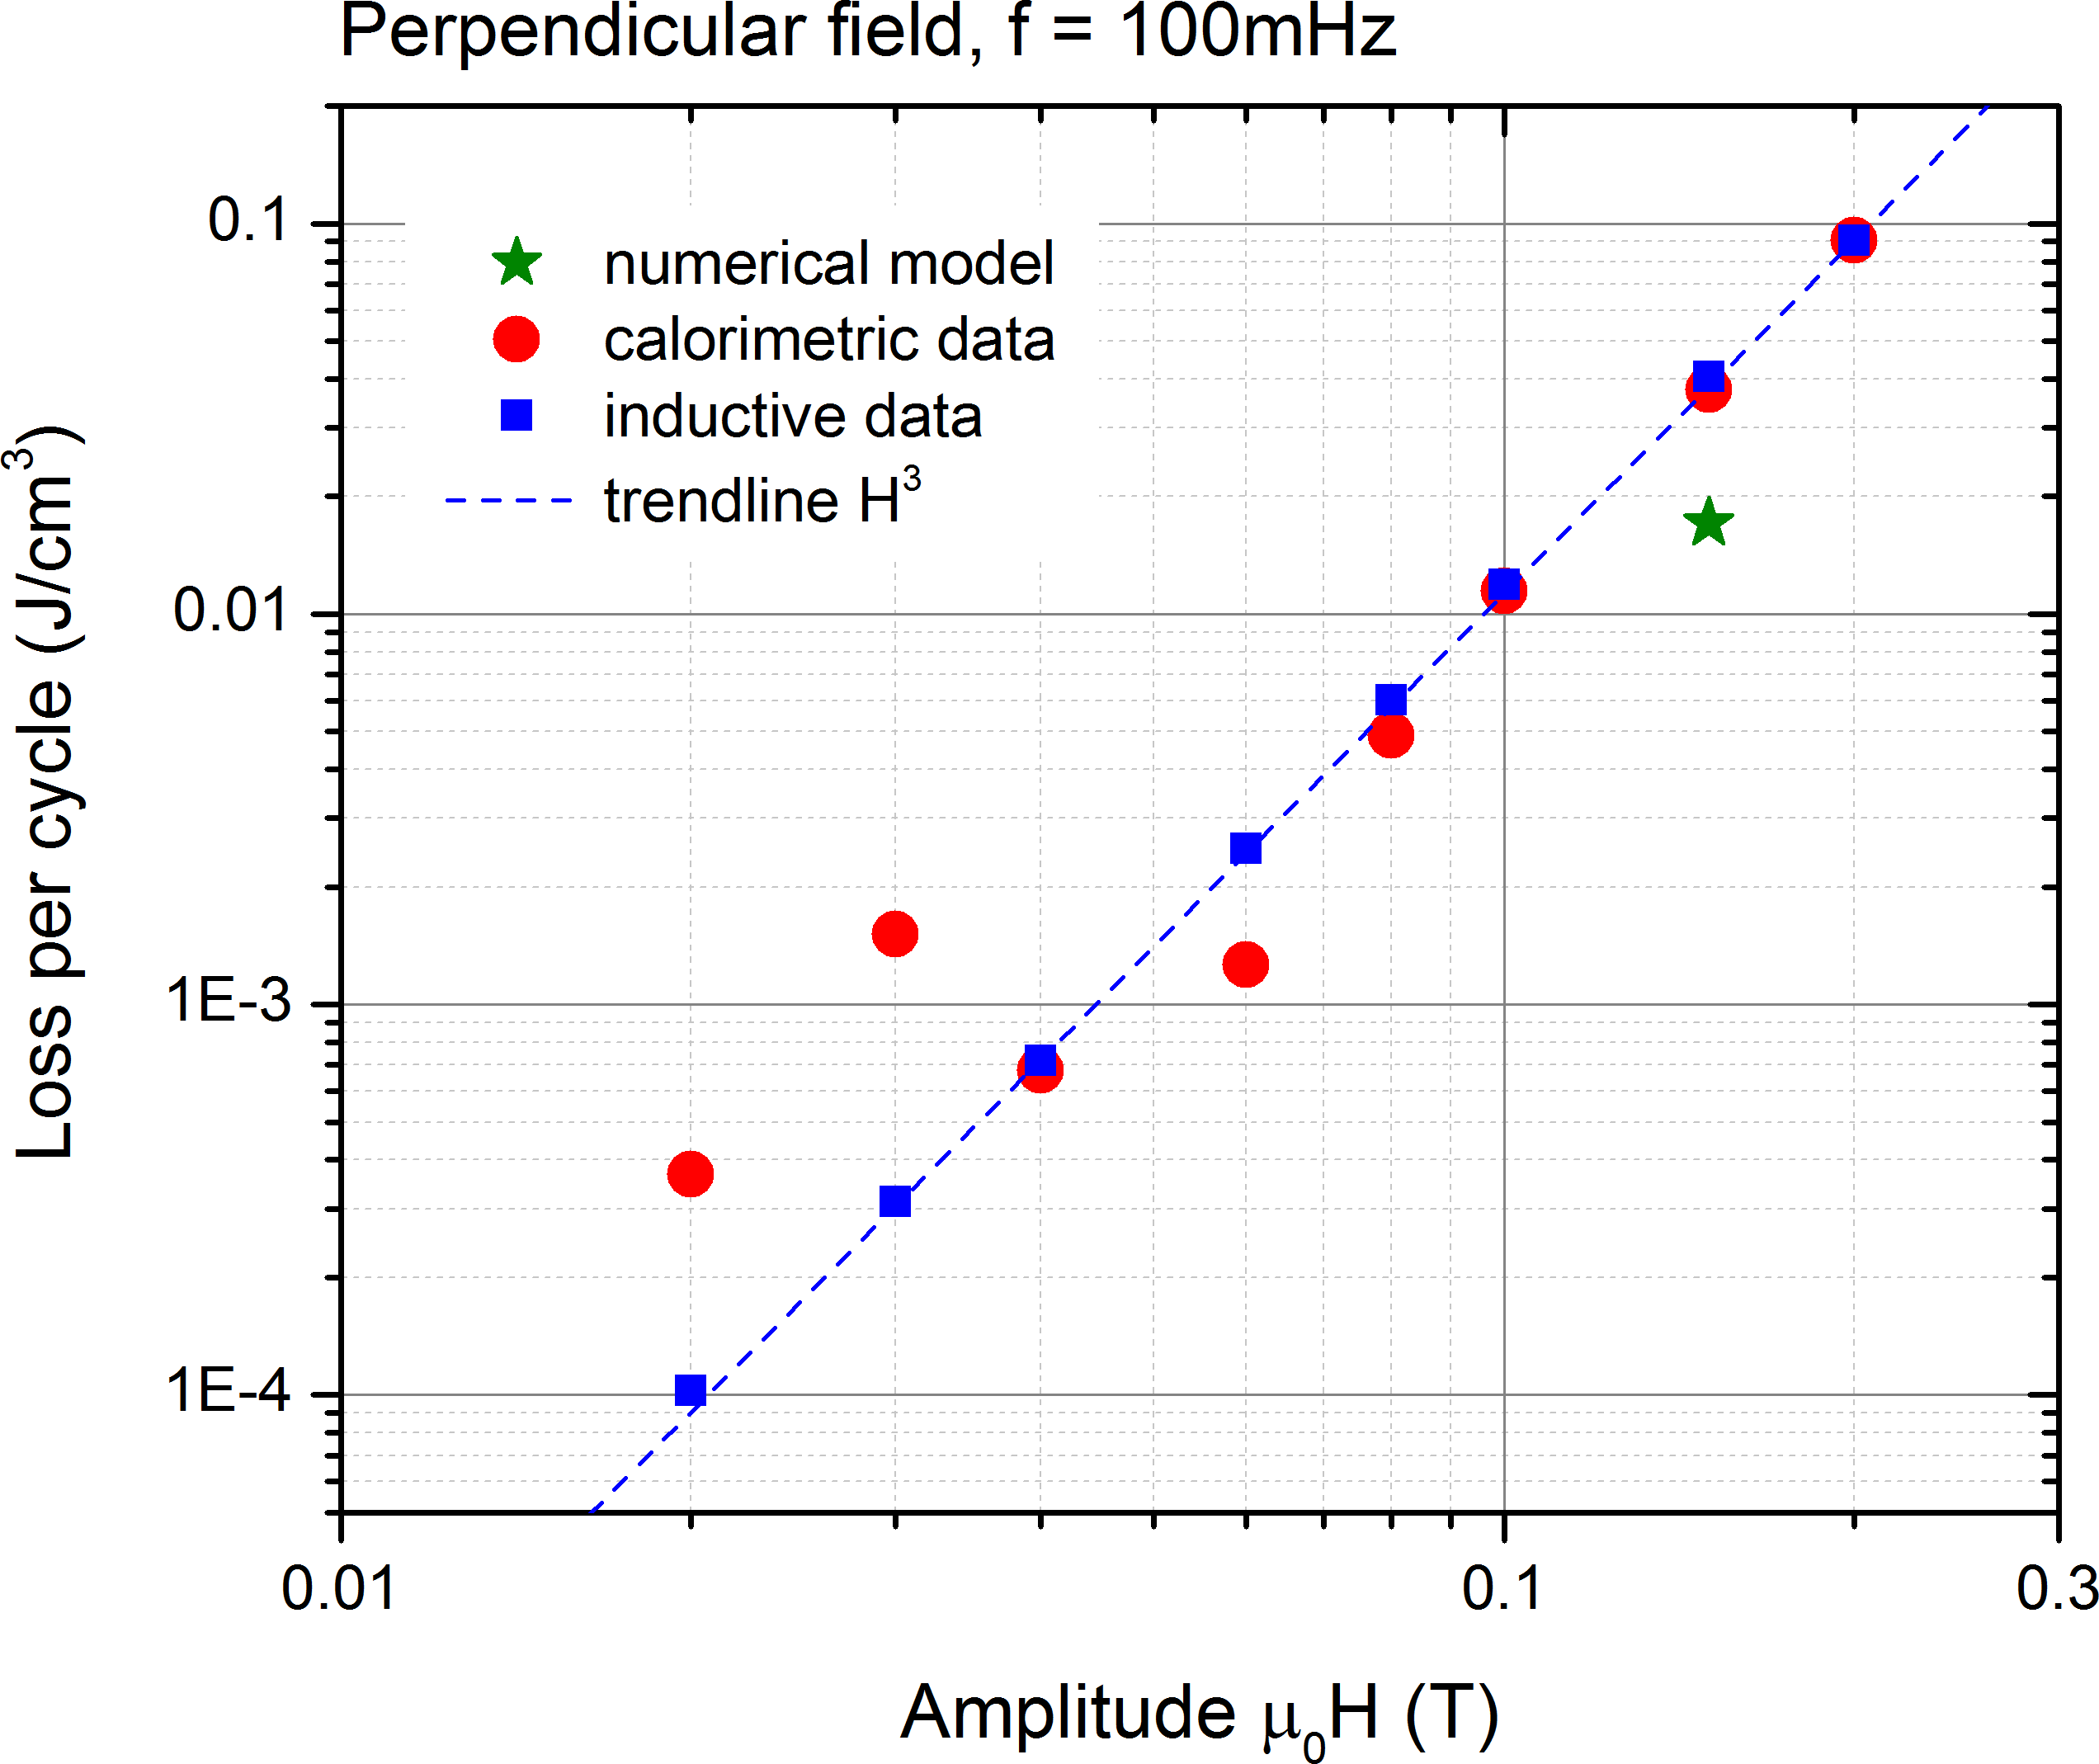 Perpendicular field, f = 100mHz
0.1
0.01
1E-3
1E-4
Loss per cycle (J/cm³)
numerical model
calorimetric data
inductive data
trendline H³
0.01
0.1
0.3
Amplitude μ₀H (T)